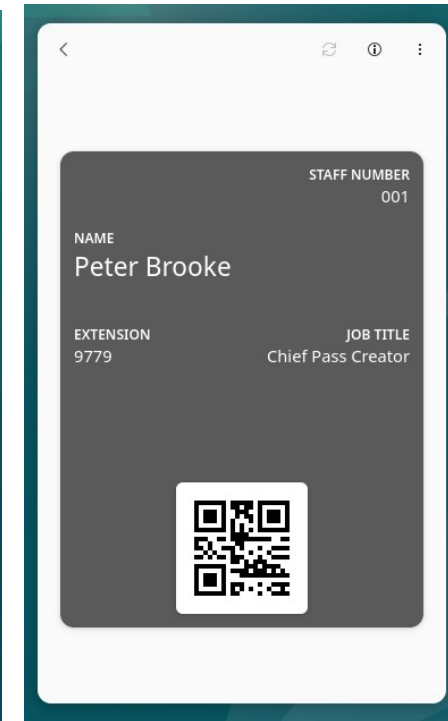 STAFF NUMBER
001
NAME
Peter Brooke
EXTENSION
9779
JOB TITLE
Chief Pass Creator